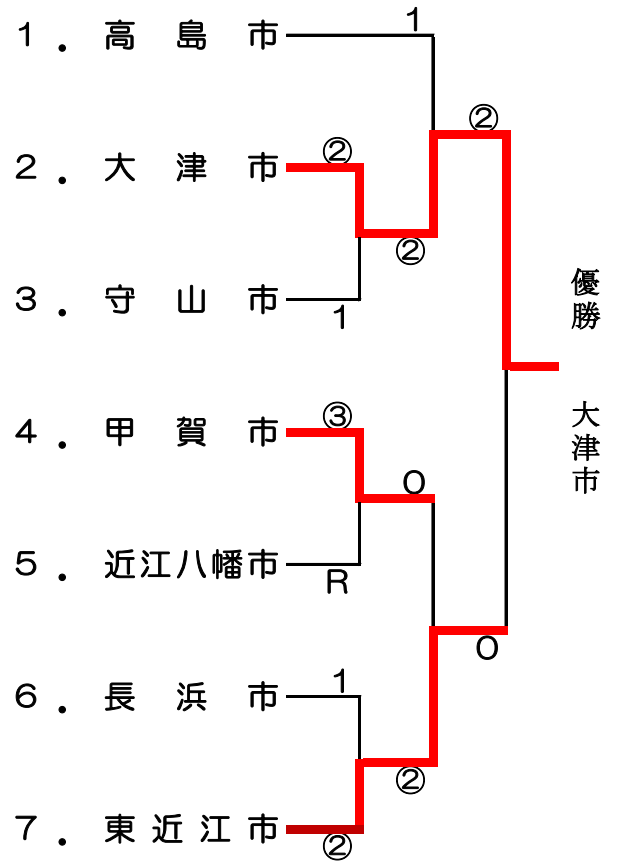 1．高島市 1
②
2．大津市 ②
②
3．守山市 1
優勝 大津市
4．甲賀市 ③
0
5．近江八幡市 R
0
6．長浜市 1
②
7．東近江市 ②